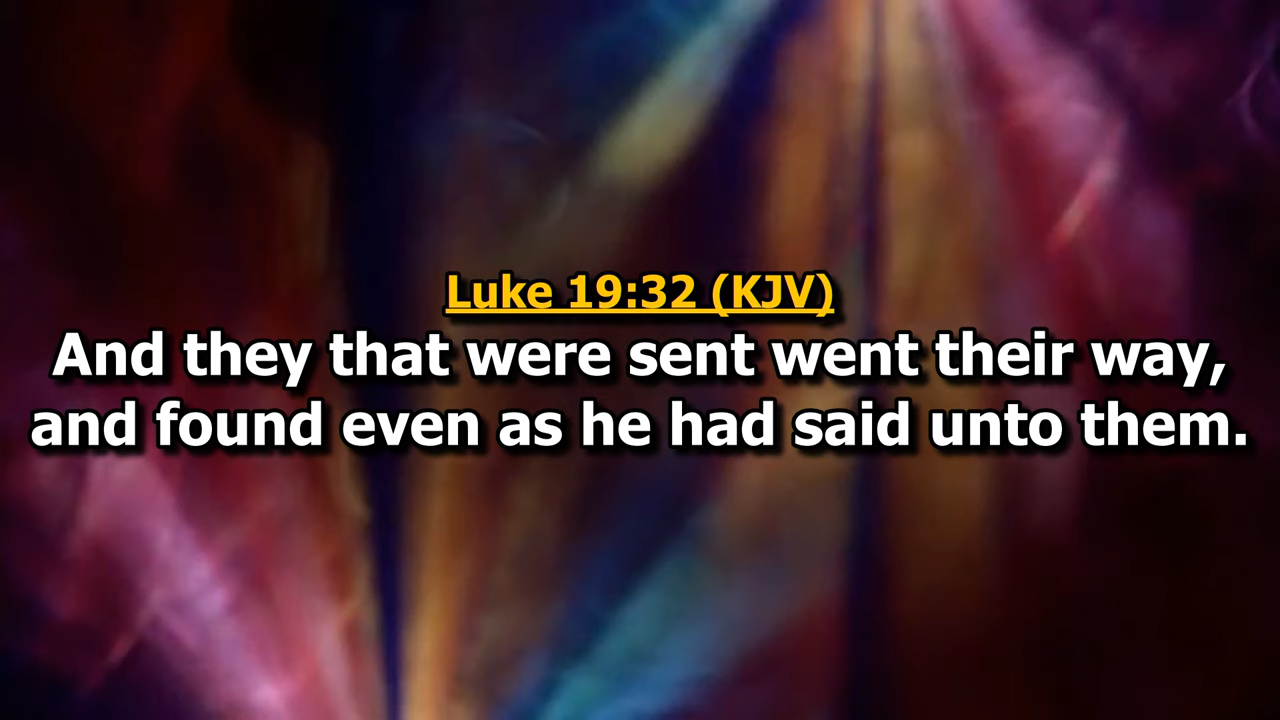 Luke 19:32 (KJV)
And they that were sent went their way,
and found even as he had said unto them.